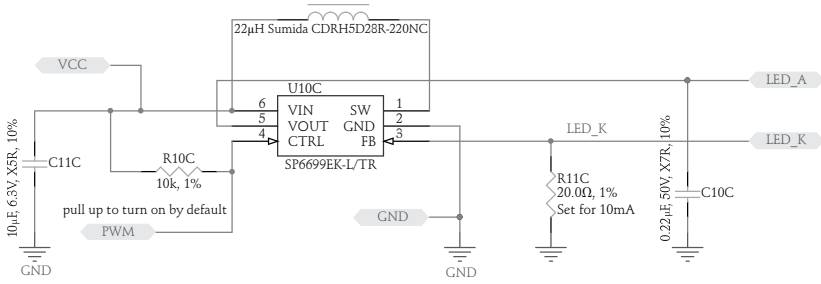 22µH Sumida CDRH5D28R-220NC
VCC
U10C
LED_A
6 VIN SW 1
5 VOUT GND 2
4 CTRL FB 3
LED_K
LED_K
SP6699EK-L/TR
10µF, 6.3V, X5R, 10%
C11C
R10C
10k, 1%
R11C
20.0Ω, 1%
Set for 10mA
0.22µF, 50V, X7R, 10%
C10C
pull up to turn on by default
PWM
GND
GND
GND